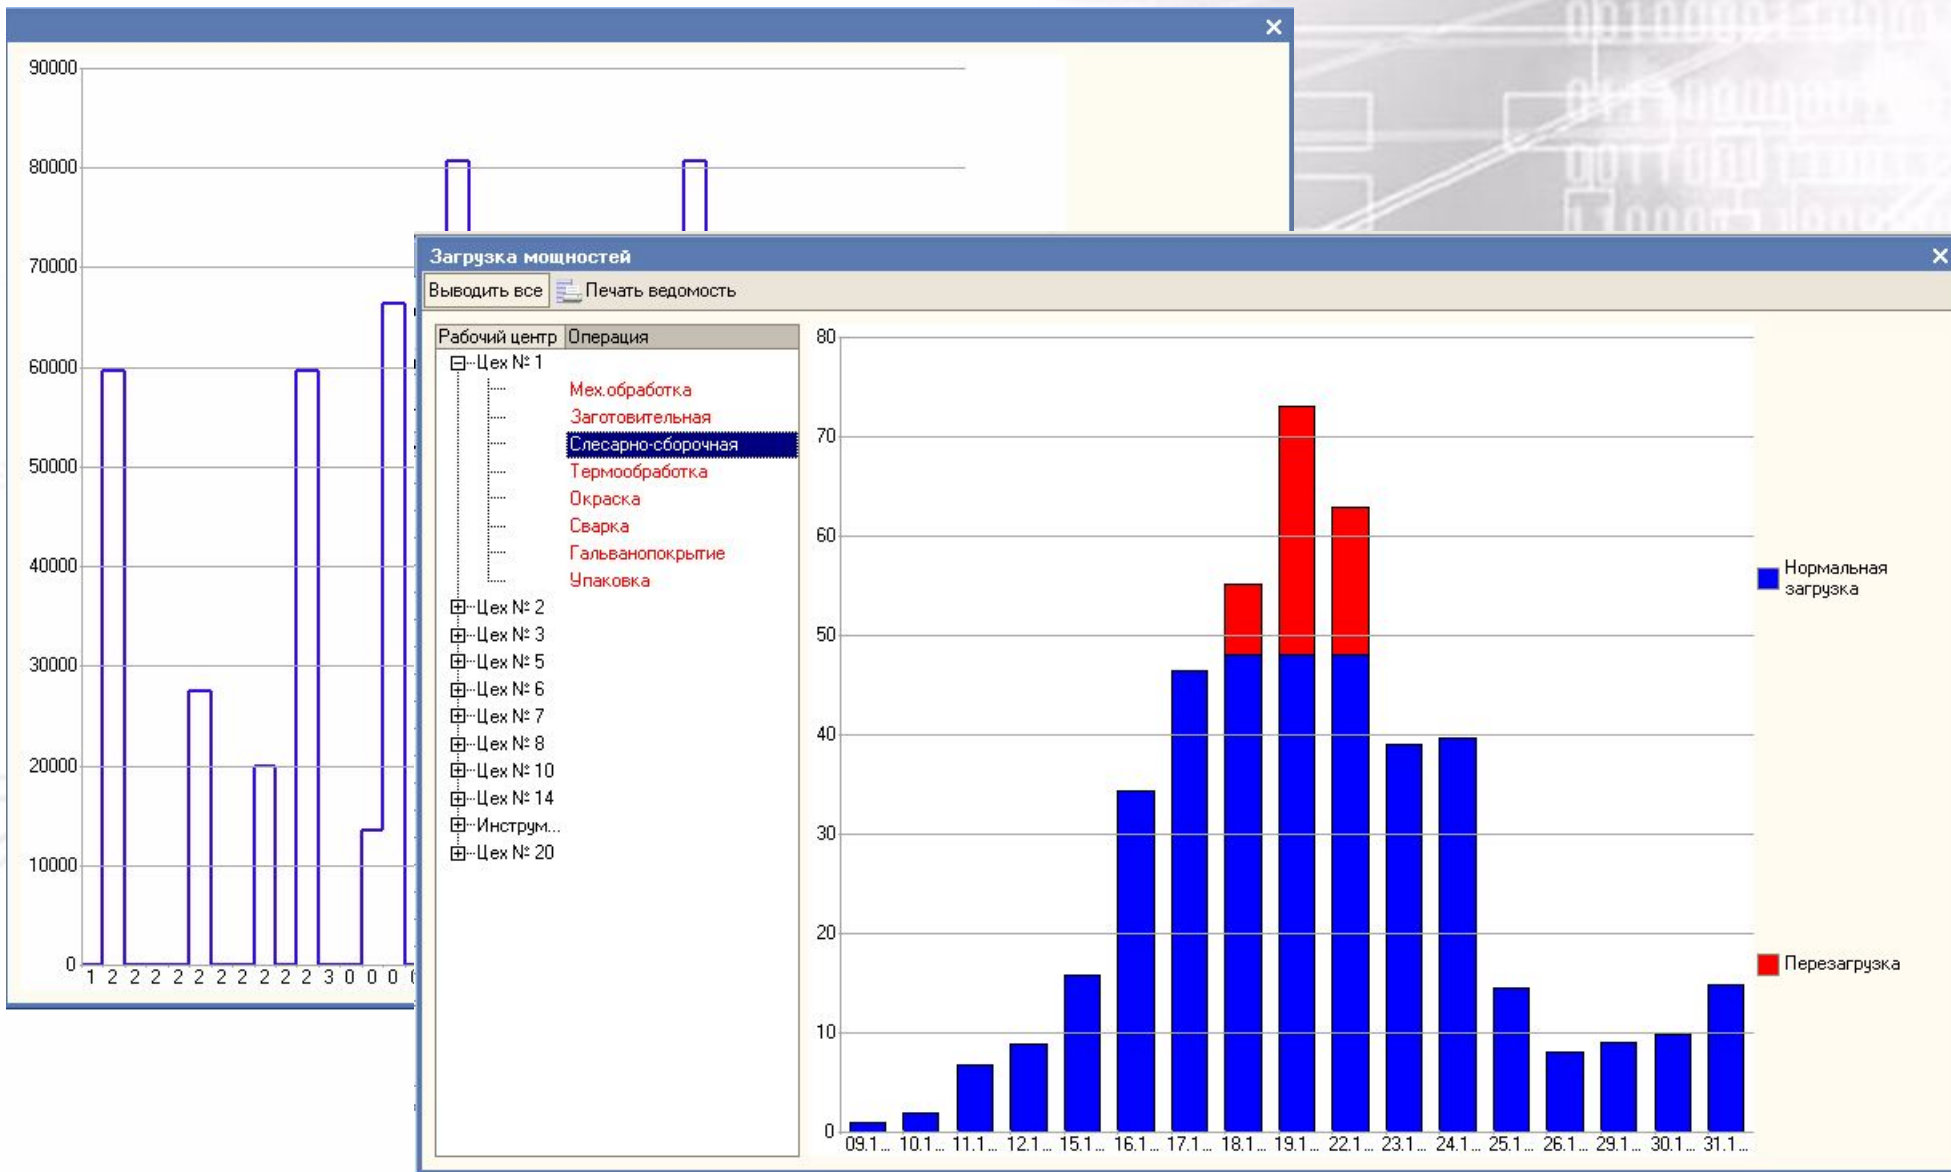 90000
80000
70000
60000
50000
40000
30000
20000
10000
0
1 2 2 2 2 2 2 2 2 2 2 3 0 0 0
Загрузка мощностей
Выводить все Печать ведомость
Рабочий центр Операция
Цех № 1
Мех.обработка
Заготовительная
Слесарно-сборочная
Термообработка
Окраска
Сварка
Гальванопокрытие
Упаковка
Цех № 2
Цех № 3
Цех № 5
Цех № 6
Цех № 7
Цех № 8
Цех № 10
Цех № 14
Инструм...
Цех № 20
80
70
60
50
40
30
20
10
0
09.1... 10.1... 11.1... 12.1... 15.1... 16.1... 17.1... 18.1... 19.1... 22.1... 23.1... 24.1... 25.1... 26.1... 29.1... 30.1... 31.1...
Нормальная
загрузка
Перезагрузка